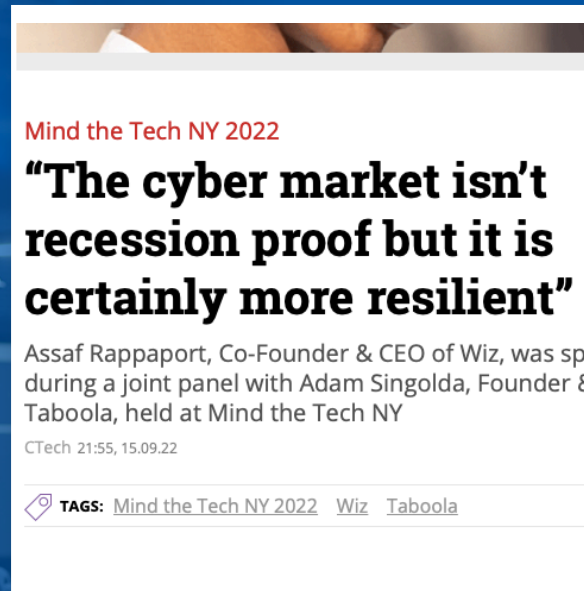 Mind the Tech NY 2022
“The cyber market isn’t
recession proof but it is
certainly more resilient”
Assaf Rappaport, Co-Founder & CEO of Wiz, was sp
during a joint panel with Adam Singolda, Founder &
Taboola, held at Mind the Tech NY
CTech 21:55, 15.09.22
TAGS: Mind the Tech NY 2022 Wiz Taboola